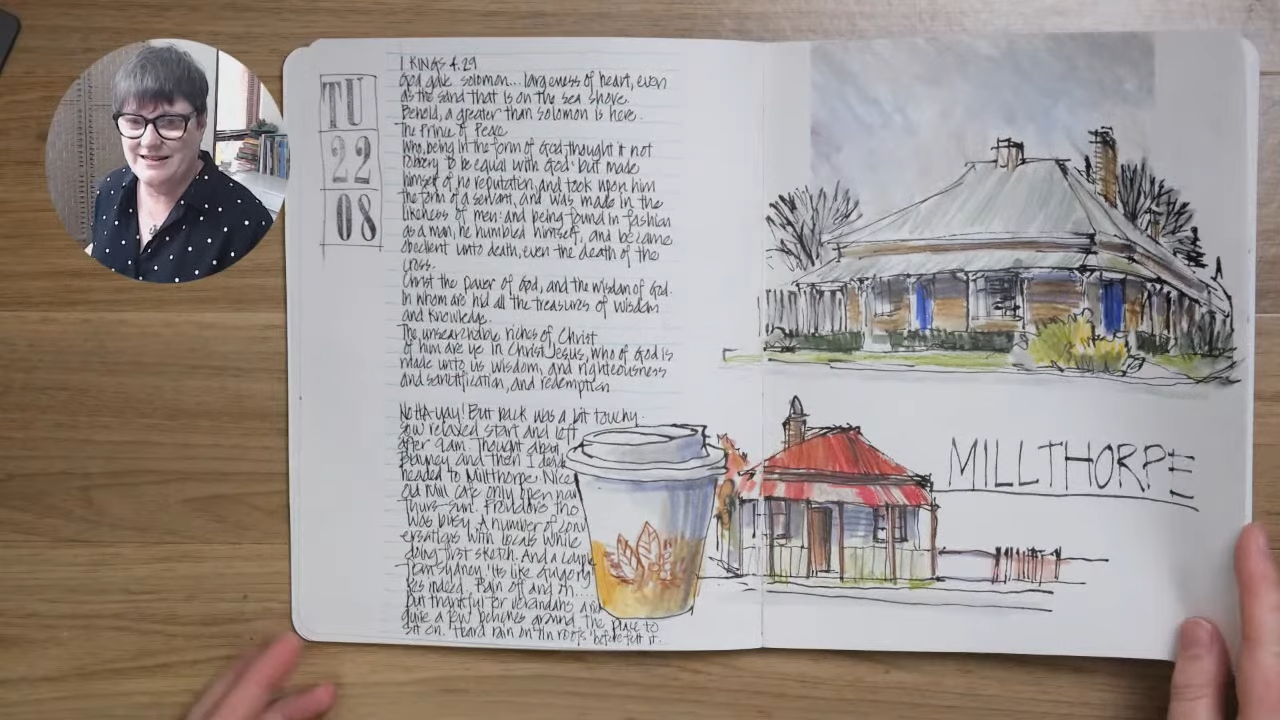 TU
22
08
1 KINGS 4.29
God gave solomon... largeness of heart, even
as the sand that is on the sea shore.
Behold, a greater than Solomon is here.
The Prince of Peace.
Who, being in the form of God thought it not
robbery to be equal with God: but made
himself of no reputation, and took upon him
the form of a servant, and was made in the
likeness of men: and being found in fashion
as a man, he humbled himself, and became
obedient unto death, even the death of the
cross.
Christ the power of God, and the wisdom of God.
In whom are hid all the treasures of wisdom
and knowledge.
The unsearchable riches of Christ
of him are ye in Christ Jesus, who of God is
made unto us wisdom, and righteousness
and sanctification, and redemption
But back was a bit touchy.
relaxed start and left
after 9am. Thought about
and then I
headed to Millthorpe. Nice
Old Mill cafe only open
Thurs-Sun.
was busy. A number of conv
ersations with locals while
doing first sketch. And a couple
Yes indeed. Rain off and on...
but thankful for verandahs and
quite a few benches around the place to
sit on. Heard rain on tin roofs before felt it.
MILLTHORPE